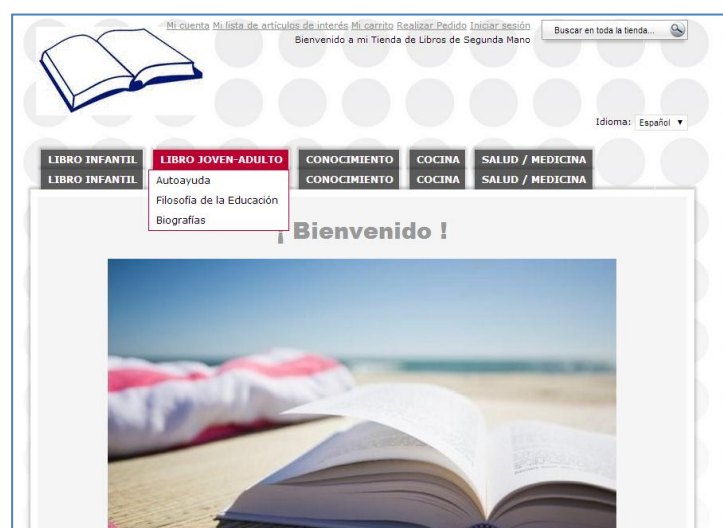 Mi cuenta Mi lista de artículos de interés Mi carrito Realizar Pedido Iniciar sesión
Bienvenido a mi Tienda de Libros de Segunda Mano
Buscar en toda la tienda...
Idioma: Español
LIBRO INFANTIL LIBRO JOVEN-ADULTO CONOCIMIENTO COCINA SALUD / MEDICINA
LIBRO INFANTIL CONOCIMIENTO COCINA SALUD / MEDICINA
Autoayuda
Filosofía de la Educación
Biografías
¡ Bienvenido !